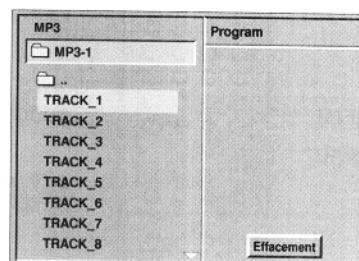 MP3
MP3-1
..
TRACK_1
TRACK_2
TRACK_3
TRACK_4
TRACK_5
TRACK_6
TRACK_7
TRACK_8
Program
Effacement